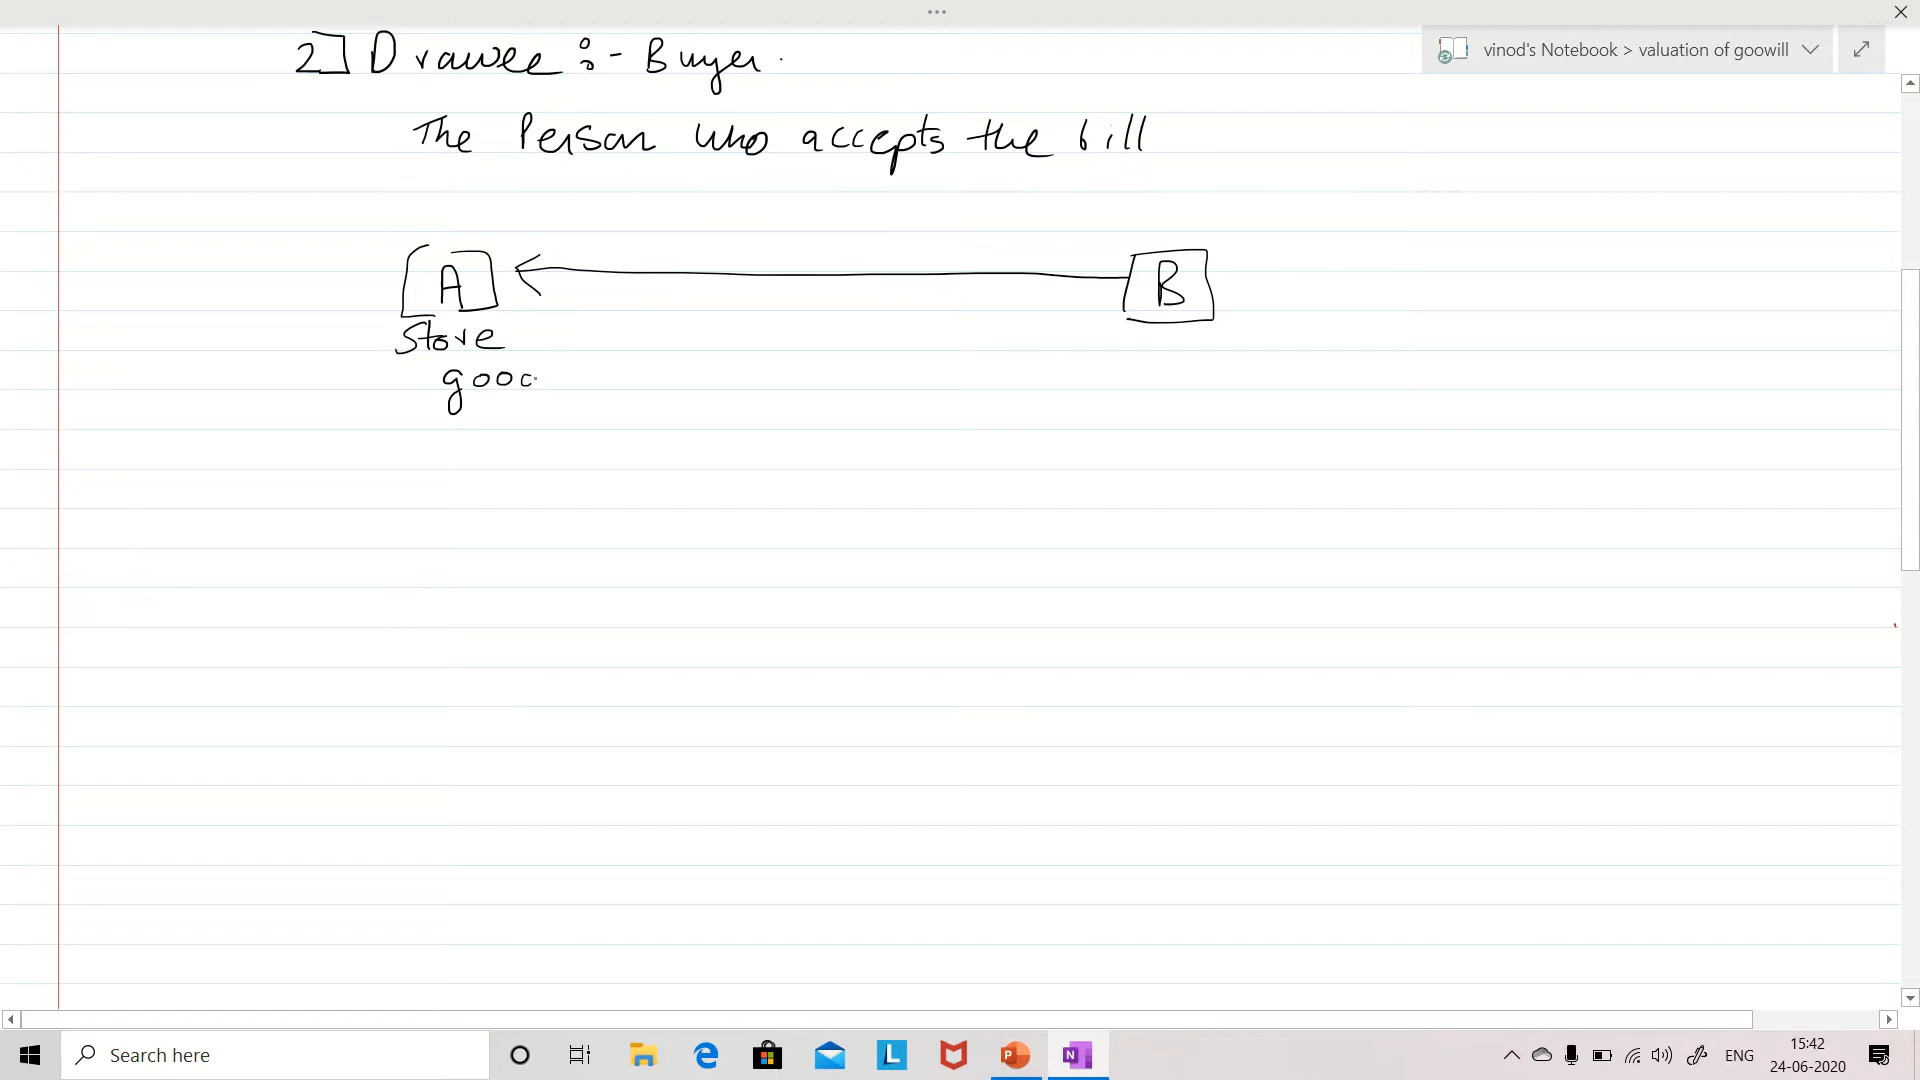 vinod's Notebook > valuation of goowill
2] Drawee :- Buyer.
The Person who accepts the bill
A
B
Store
gooc
Search here
ENG
15:42
24-06-2020